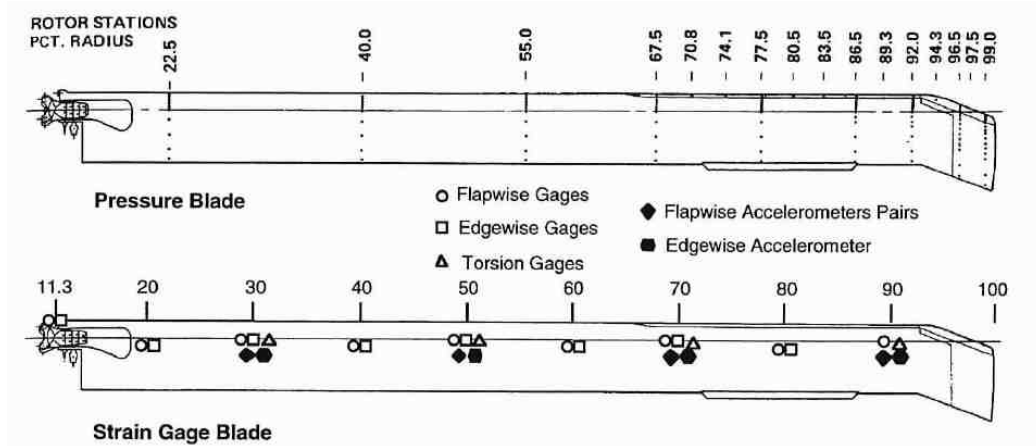 ROTOR STATIONS
PCT. RADIUS
22.5
40.0
55.0
67.5
70.8
74.1
77.5
80.5
83.5
86.5
89.3
92.0
94.3
96.5
97.5
99.0
Pressure Blade
Flapwise Gages
Edgewise Gages
Torsion Gages
Flapwise Accelerometers Pairs
Edgewise Accelerometer
11.3 20 30 40 50 60 70 80 90 100
Strain Gage Blade